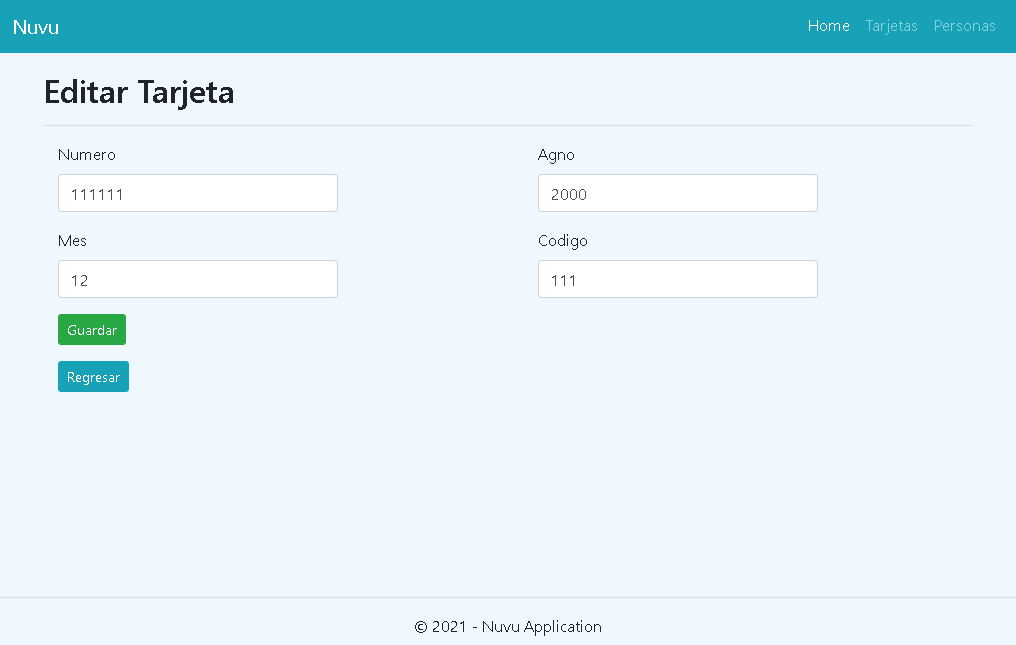 Nuvu
Home Tarjetas Personas
Editar Tarjeta
Numero
Agno
111111
2000
Mes
Codigo
12
111
Guardar
Regresar
© 2021 - Nuvu Application